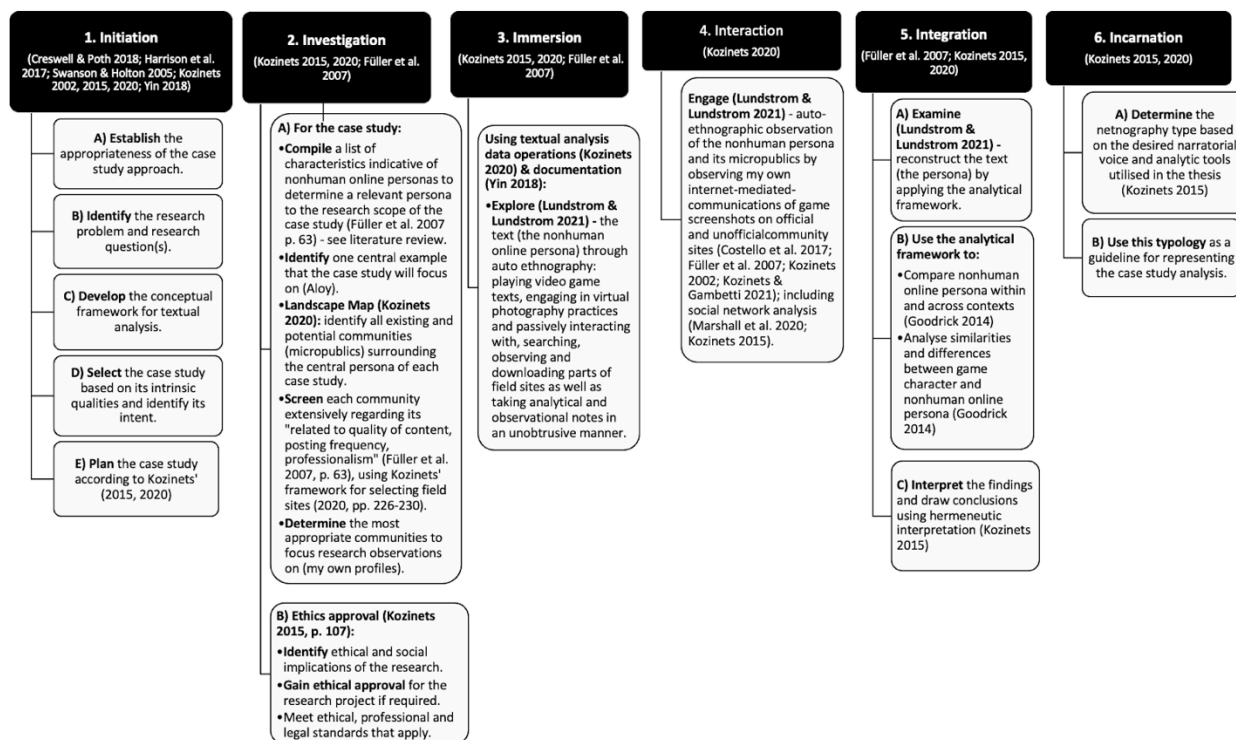 1. Initiation
(Creswell & Poth 2018; Harrison et al.
2017; Swanson & Holton 2005; Kozinets
2002, 2015, 2020; Yin 2018)
A) Establish the
appropriateness of the case
study approach.
B) Identify the research
problem and research
question(s).
C) Develop the conceptual
framework for textual
analysis.
D) Select the case study
based on its intrinsic
qualities and identify its
intent.
E) Plan the case study
according to Kozinets'
(2015, 2020)
2. Investigation
(Kozinets 2015, 2020; Füller et al.
2007)
A) For the case study:
•Compile a list of
characteristics indicative of
nonhuman online personas to
determine a relevant persona
to the research scope of the
case study (Füller et al. 2007
p. 63) - see literature review.
•Identify one central example
that the case study will focus
on (Aloy).
•Landscape Map (Kozinets
2020): identify all existing and
potential communities
(micropublics) surrounding
the central persona of each
case study.
•Screen each community
extensively regarding its
"related to quality of content,
posting frequency,
professionalism" (Füller et al.
2007, p. 63), using Kozinets'
framework for selecting field
sites (2020, pp. 226-230).
•Determine the most
appropriate communities to
focus research observations
on (my own profiles).
B) Ethics approval (Kozinets
2015, p. 107):
•Identify ethical and social
implications of the research.
•Gain ethical approval for the
research project if required.
•Meet ethical, professional and
legal standards that apply.
3. Immersion
(Kozinets 2015, 2020; Füller et al.
2007)
Using textual analysis
data operations (Kozinets
2020) & documentation
(Yin 2018):
•Explore (Lundstrom &
Lundstrom 2021) - the
text (the nonhuman
online persona) through
auto ethnography:
playing video game
texts, engaging in virtual
photography practices
and passively interacting
with, searching,
observing and
downloading parts of
field sites as well as
taking analytical and
observational notes in
an unobtrusive manner.
4. Interaction
(Kozinets 2020)
Engage (Lundstrom &
Lundstrom 2021) - auto-
ethnographic observation
of the nonhuman persona
and its micropublics by
observing my own
internet-mediated-
communications of game
screenshots on official
and unofficialcommunity
sites (Costello et al. 2017;
Füller et al. 2007; Kozinets
2002; Kozinets &
Gambetti 2021); including
social network analysis
(Marshall et al. 2020;
Kozinets 2015).
5. Integration
(Füller et al. 2007; Kozinets 2015,
2020)
A) Examine
(Lundstrom &
Lundstrom 2021) -
reconstruct the text
(the persona) by
applying the analytical
framework.
B) Use the analytical
framework to:
•Compare nonhuman
online persona within
and across contexts
(Goodrick 2014)
•Analyse similarities
and differences
between game
character and
nonhuman online
persona (Goodrick
2014)
C) Interpret the findings
and draw conclusions
using hermeneutic
interpretation (Kozinets
2015)
6. Incarnation
(Kozinets 2015, 2020)
A) Determine the
netnography type based
on the desired narratorial
voice and analytic tools
utilised in the thesis
(Kozinets 2015)
B) Use this typology as a
guideline for representing
the case study analysis.